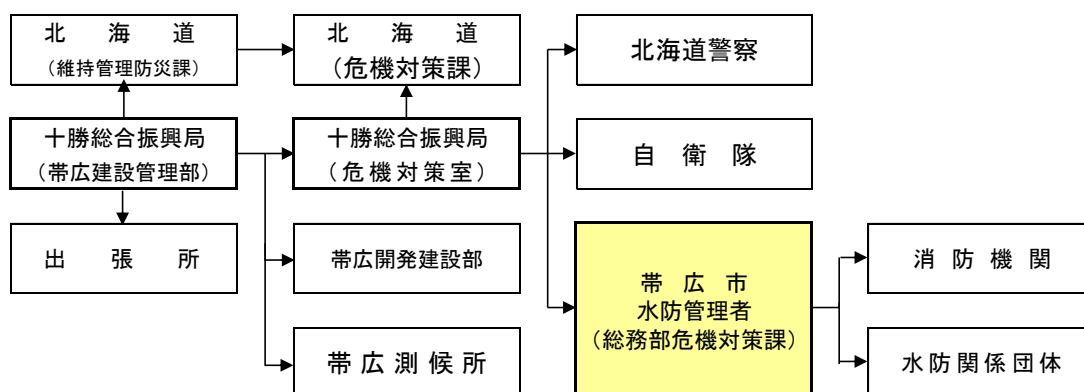 北海道
(維持管理防災課)
北海道
(危機対策課)
北海道警察
十勝総合振興局
(帯広建設管理部)
十勝総合振興局
(危機対策室)
自衛隊
出張所
帯広開発建設部
帯広市
水防管理者
(総務部危機対策課)
消防機関
帯広測候所
水防関係団体